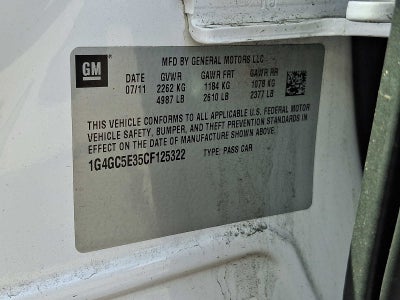 GM
MFD BY GENERAL MOTORS LLC
DATE GVWR GAWR FRT GAWR RR
07/11 2262 KG 1184 KG 1078 KG
4987 LB 2610 LB 2377 LB
THIS VEHICLE CONFORMS TO ALL APPLICABLE U.S. FEDERAL MOTOR
VEHICLE SAFETY, BUMPER, AND THEFT PREVENTION STANDARDS IN
EFFECT ON THE DATE OF MANUFACTURE SHOWN ABOVE.
1G4GC5E35CF125322 TYPE: PASS CAR